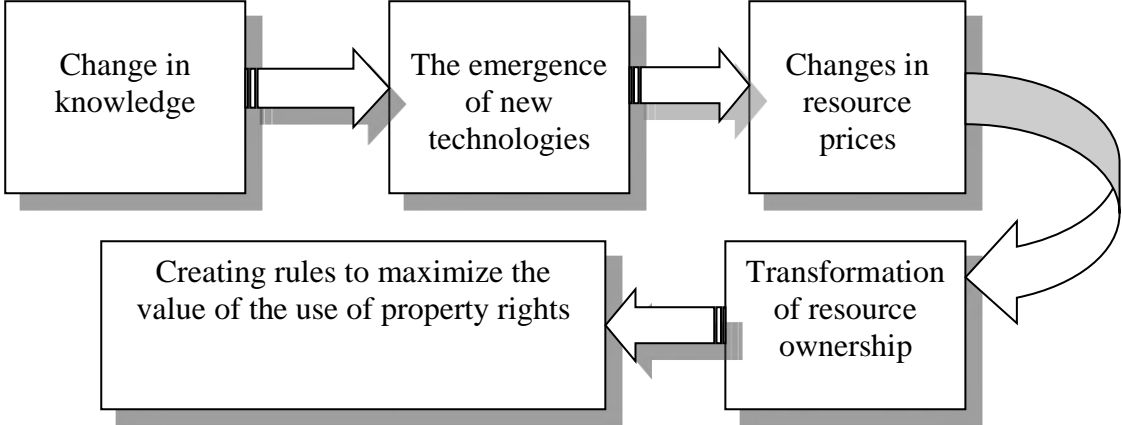 Change in
knowledge
The emergence
of new
technologies
Changes in
resource
prices
Transformation
of resource
ownership
Creating rules to maximize the
value of the use of property rights